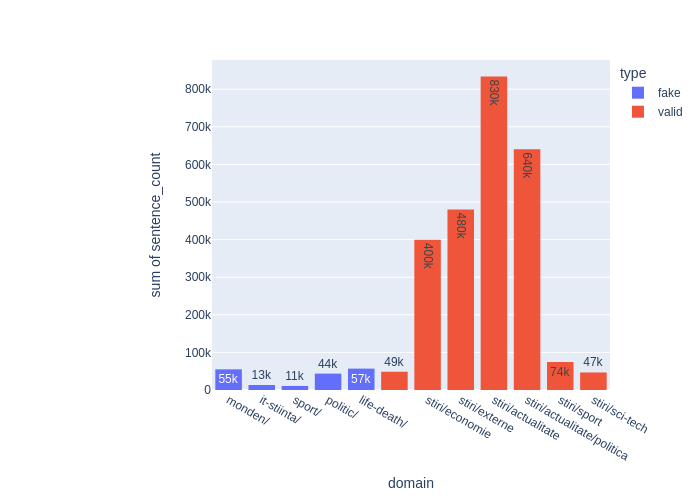 type
fake
valid
800k
700k
600k
500k
400k
300k
200k
100k
0
sum of sentence_count
55k
13k
11k
44k
57k
49k
400k
480k
830k
640k
74k
47k
monden/
it-stiinta/
sport/
politic/
life-death/
stiri/economie
stiri/externe
stiri/actualitate
stiri/actualitate/politica
stiri/sport
stiri/sci-tech
domain